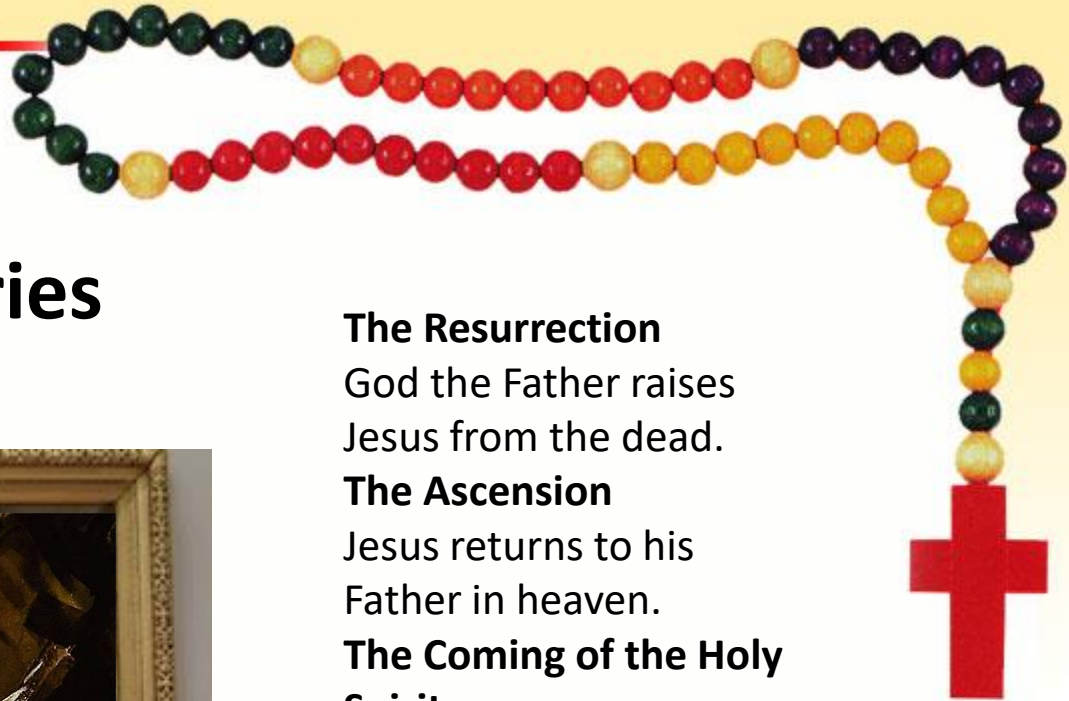 ries
The Resurrection
God the Father raises
Jesus from the dead.
The Ascension
Jesus returns to his
Father in heaven.
The Coming of the Holy
Spirit